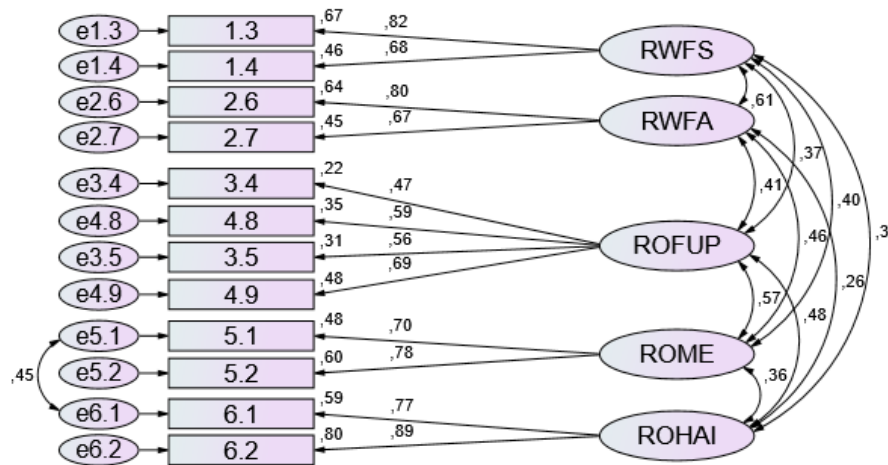 e1.3 1.3 ,67 ,82 RWFS
e1.4 1.4 ,46 ,68
e2.6 2.6 ,64 ,80 RWFA ,61
e2.7 2.7 ,45 ,67
,37
e3.4 3.4 ,22 ,47 ,41
e4.8 4.8 ,35 ,59 ,40
e3.5 3.5 ,31 ,56 ROFUP ,46 ,3
e4.9 4.9 ,48 ,69 ,57 ,48 ,26
e5.1 5.1 ,48 ,70 ROME
,45 e5.2 5.2 ,60 ,78 ,36
e6.1 6.1 ,59 ,77 ROHAI
e6.2 6.2 ,80 ,89